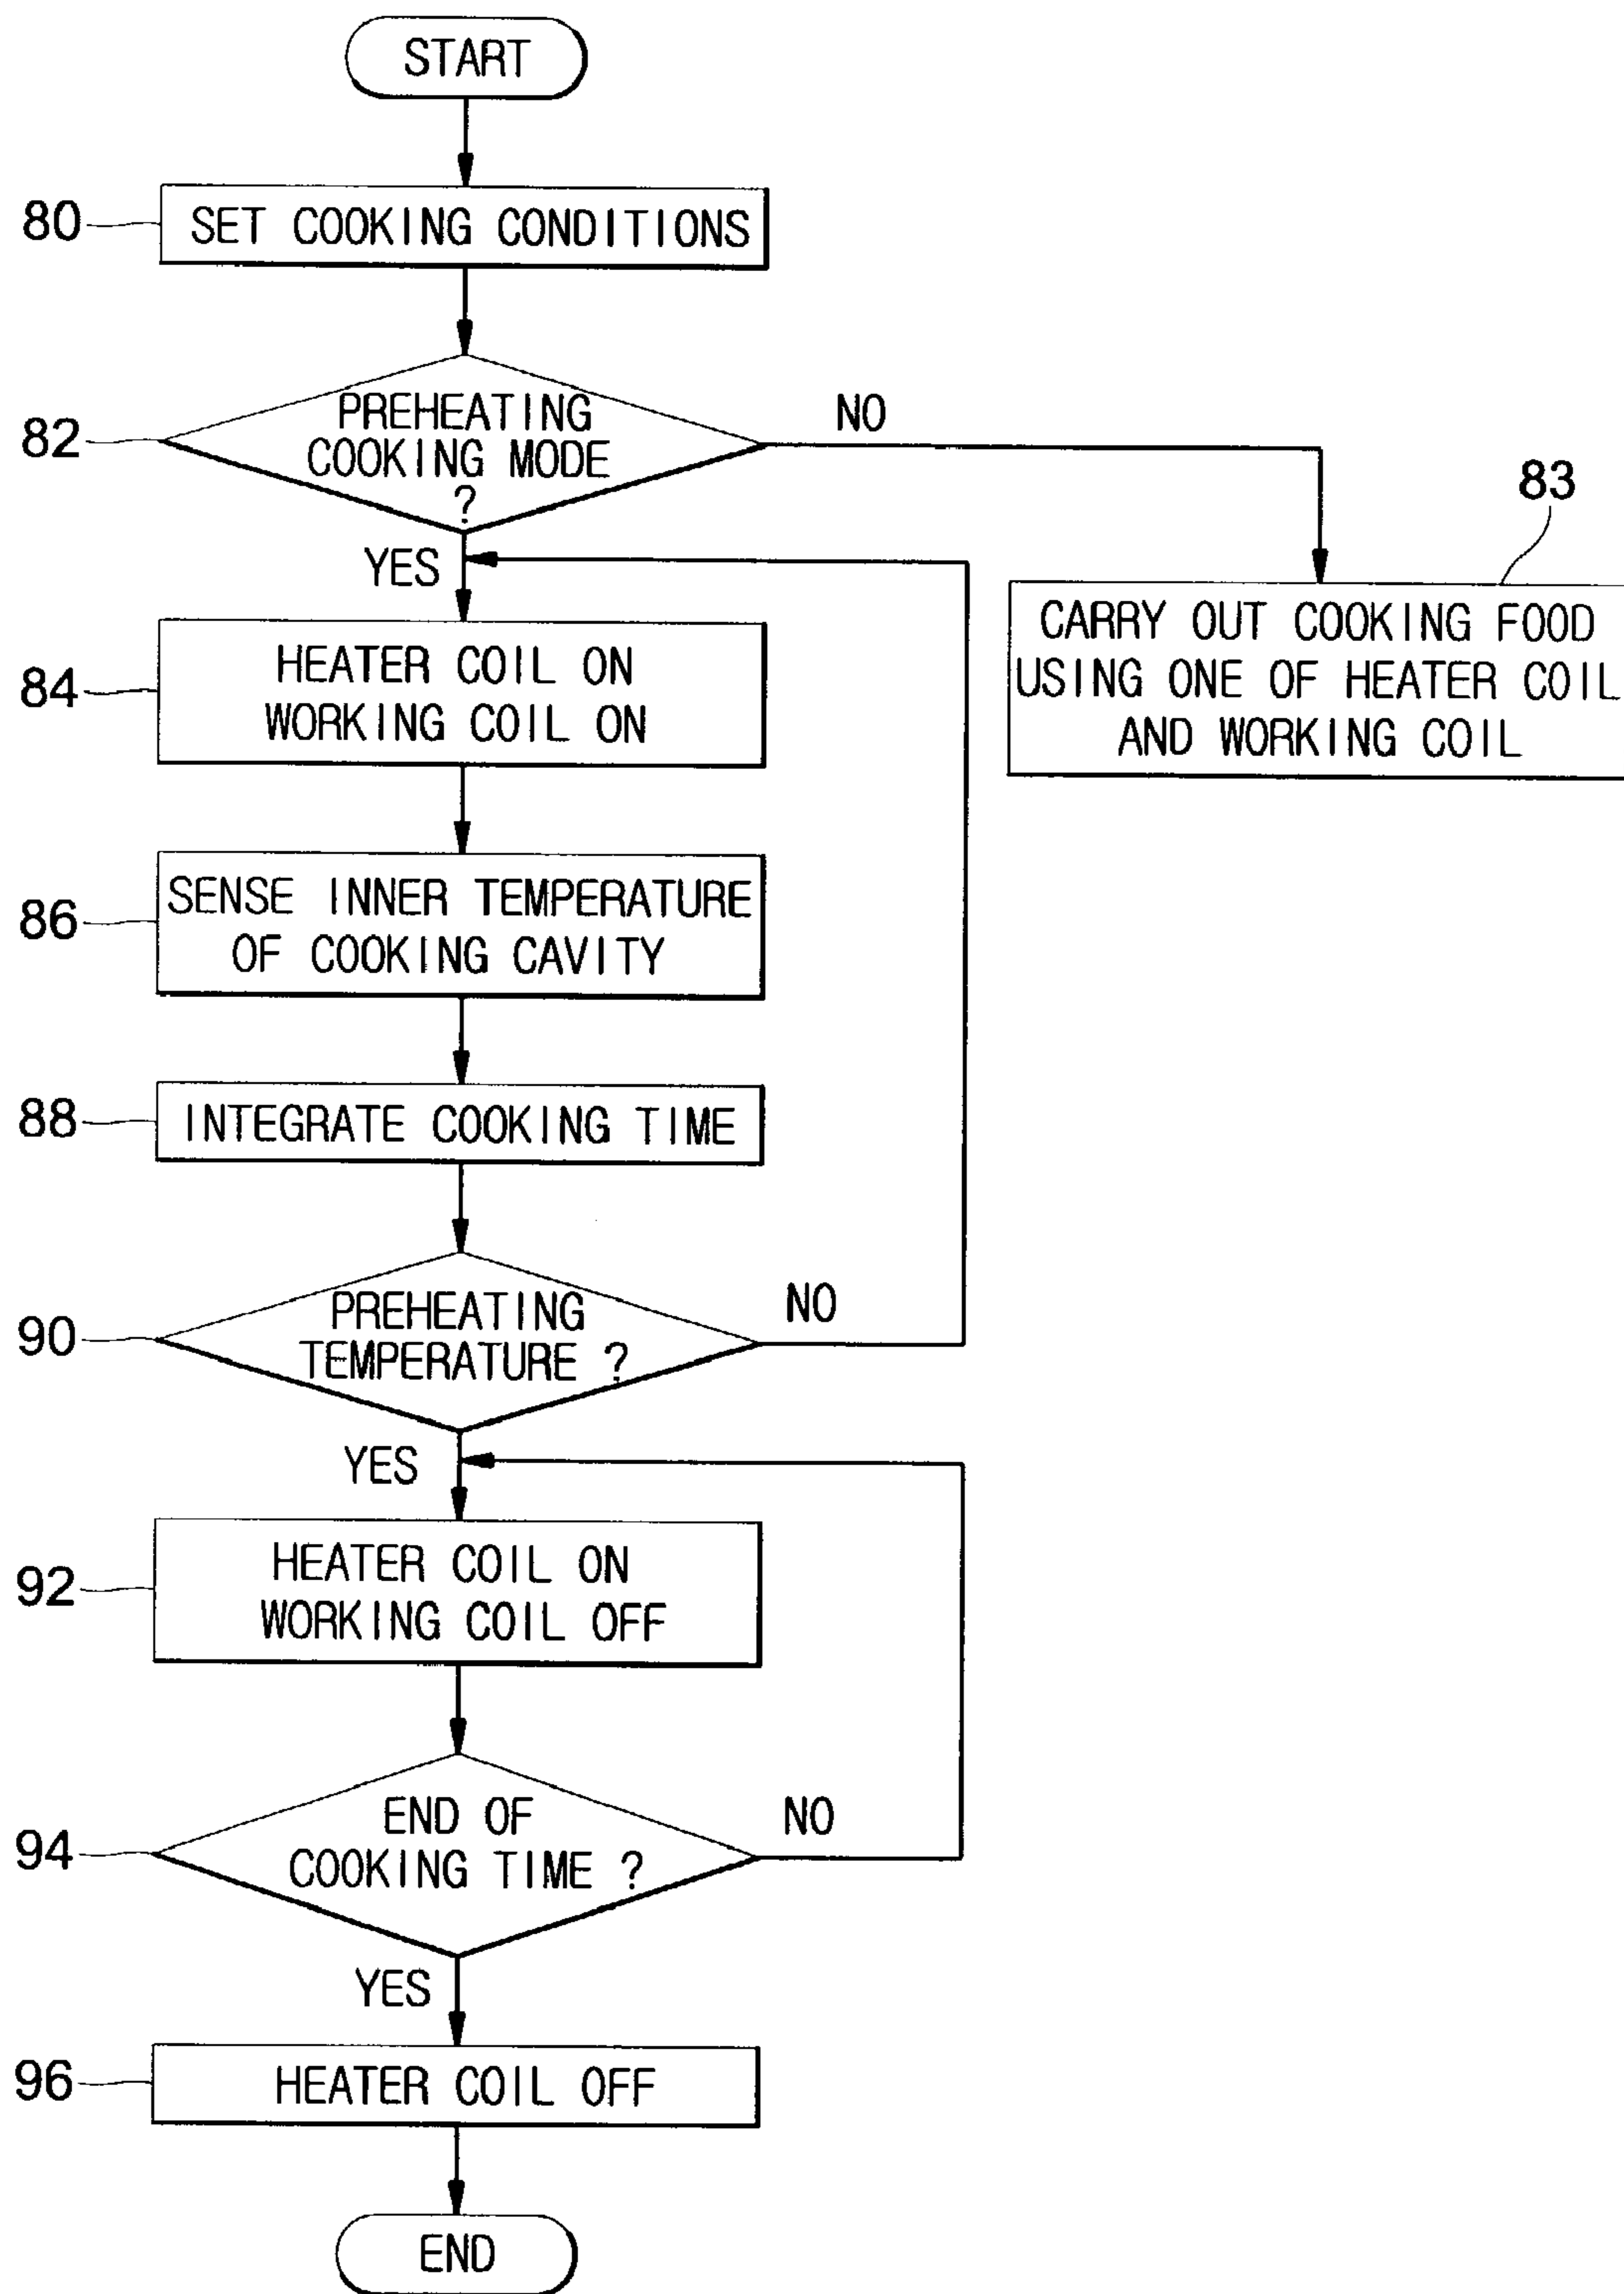 START
80
SET COOKING CONDITIONS
82
PREHEATING
COOKING MODE
?
NO
YES
83
CARRY OUT COOKING FOOD
USING ONE OF HEATER COIL
AND WORKING COIL
84
HEATER COIL ON
WORKING COIL ON
86
SENSE INNER TEMPERATURE
OF COOKING CAVITY
88
INTEGRATE COOKING TIME
90
PREHEATING
TEMPERATURE ?
NO
YES
92
HEATER COIL ON
WORKING COIL OFF
94
END OF
COOKING TIME ?
NO
YES
96
HEATER COIL OFF
END